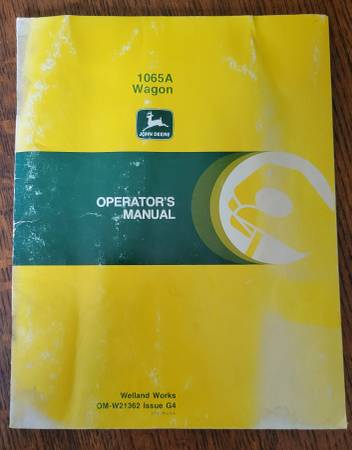 1065A
Wagon
JOHN DEERE
OPERATOR'S
MANUAL
Welland Works
OM-W21362 Issue G4